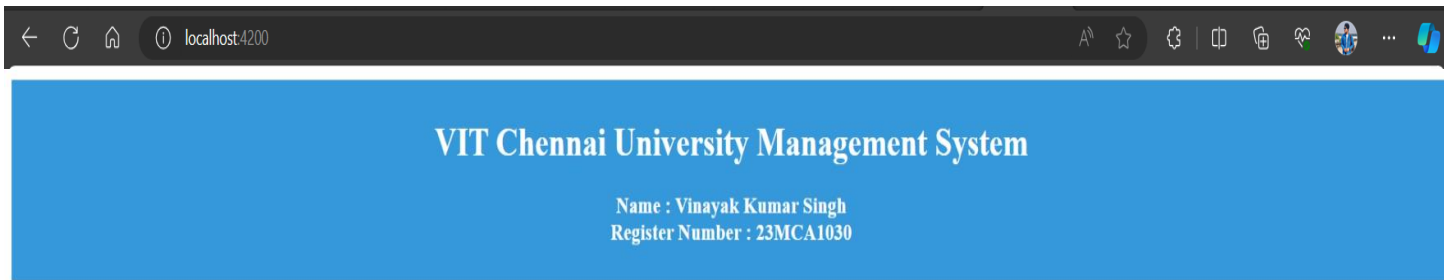 localhost:4200
VIT Chennai University Management System
Name : Vinayak Kumar Singh
Register Number : 23MCA1030